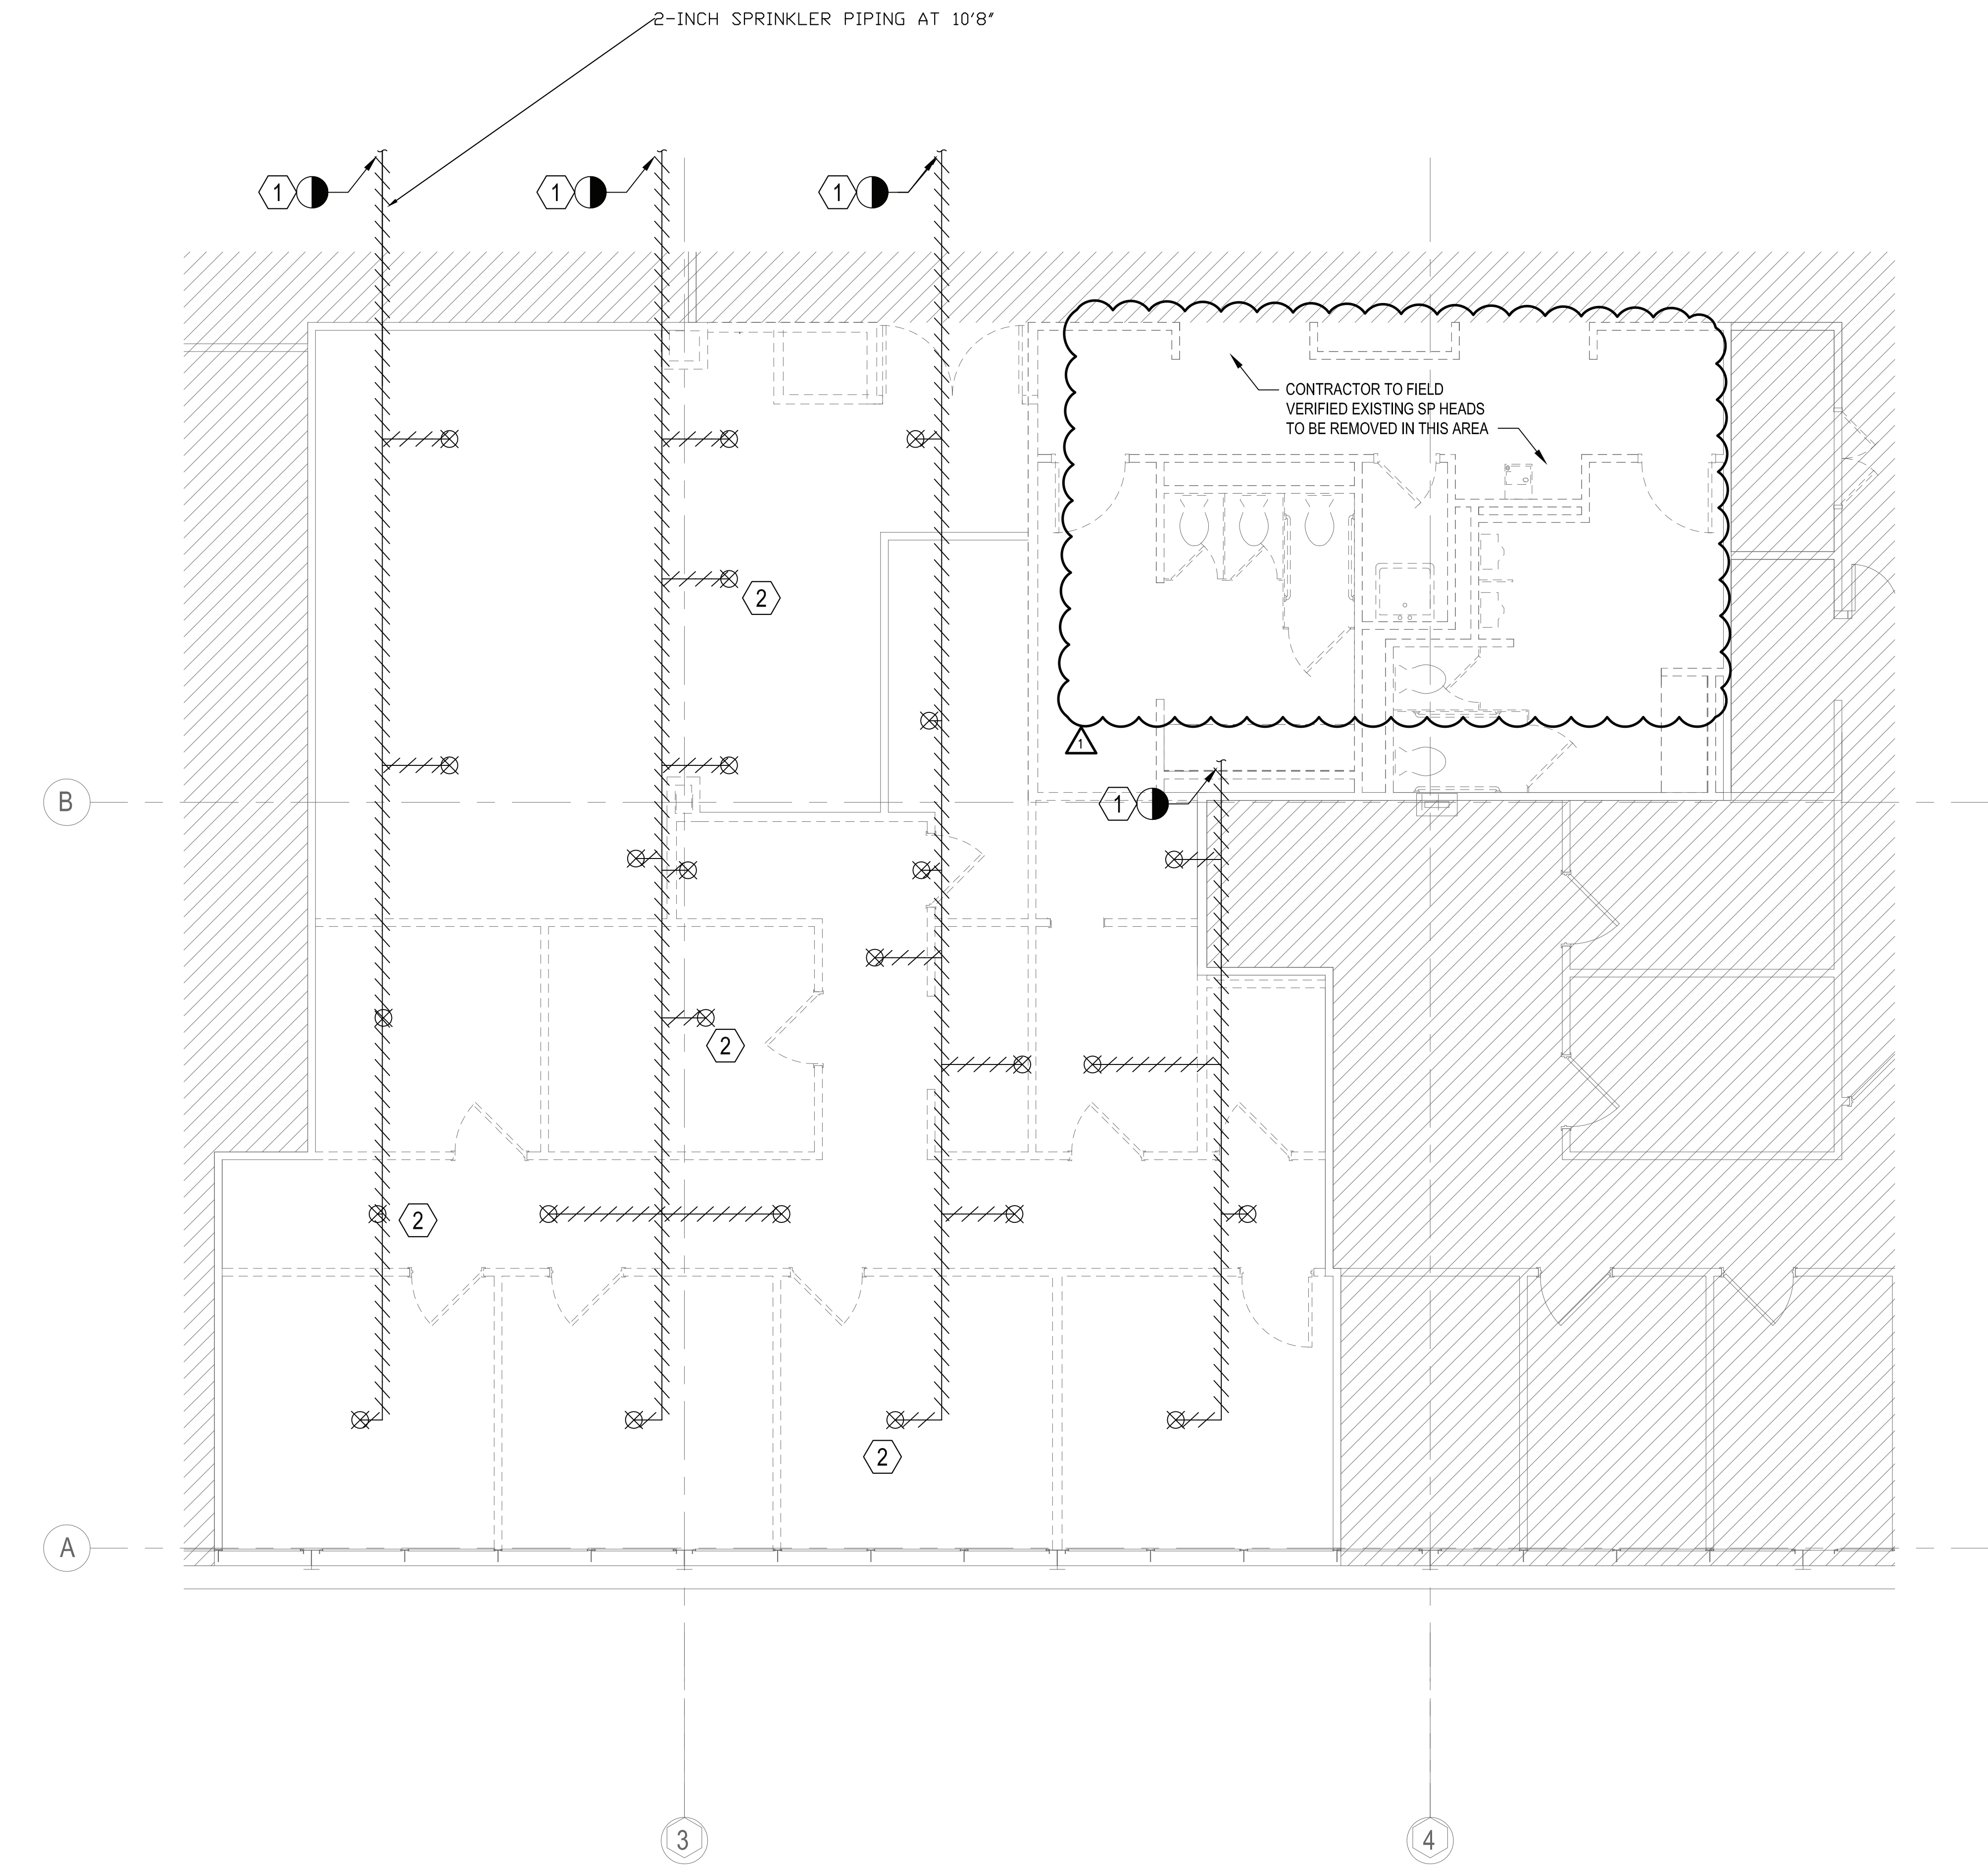 2-INCH SPRINKLER PIPING AT 10'8"
1
1
1
CONTRACTOR TO FIELD
VERIFIED EXISTING SP HEADS
TO BE REMOVED IN THIS AREA
2
1
B
1
2
2
2
A
3
4